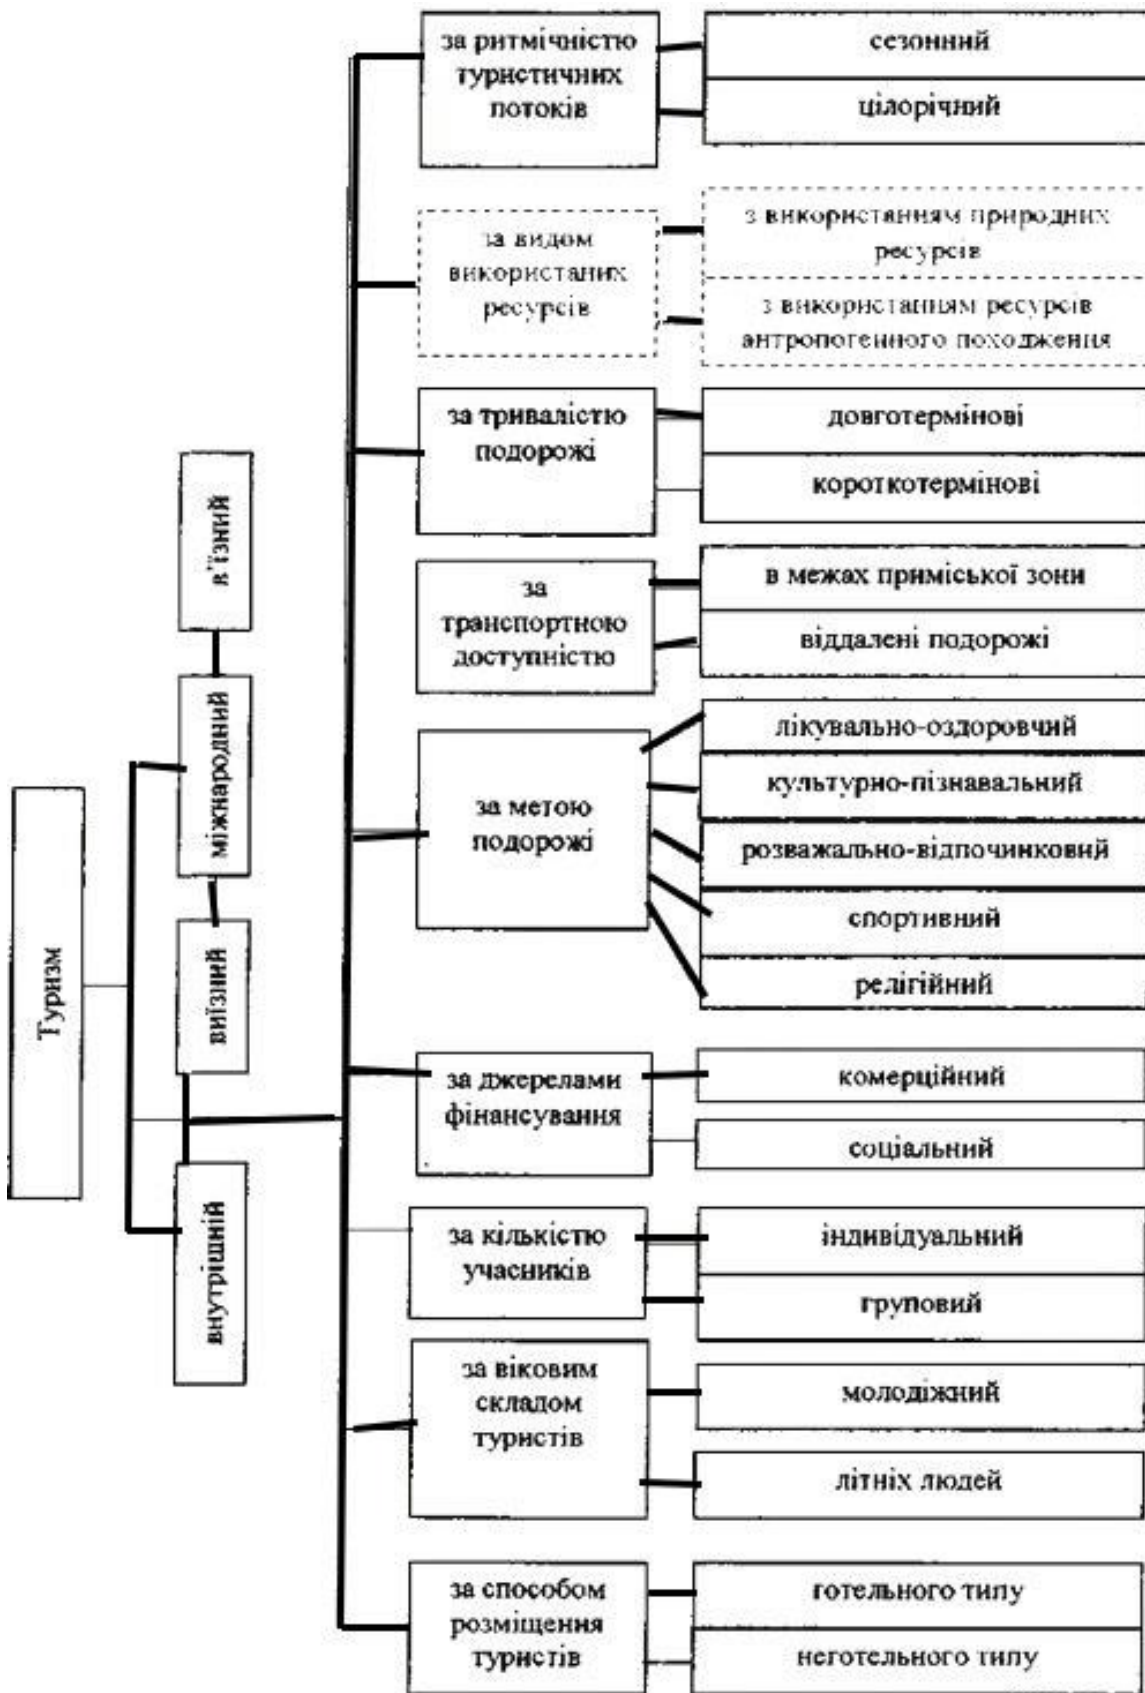 Туризм
в'їзний
міжнародний
виїзний
внутрішній
за ритмічністю
туристичних
потоків
сезонний
цілорічний
за видом
використаних
ресурсів
з використанням природних
ресурсів
з використанням ресурсів
антропогенного походження
за тривалістю
подорожі
довготермінові
короткотермінові
за
транспортною
доступністю
в межах приміської зони
віддалені подорожі
за метою
подорожі
лікувально-оздоровчий
культурно-пізнавальний
розважально-відпочинковий
спортивний
релігійний
за джерелами
фінансування
комерційний
соціальний
за кількістю
учасників
індивідуальний
груповий
за віковим
складом
туристів
молодіжний
літніх людей
за способом
розміщення
туристів
готельного типу
неготельного типу